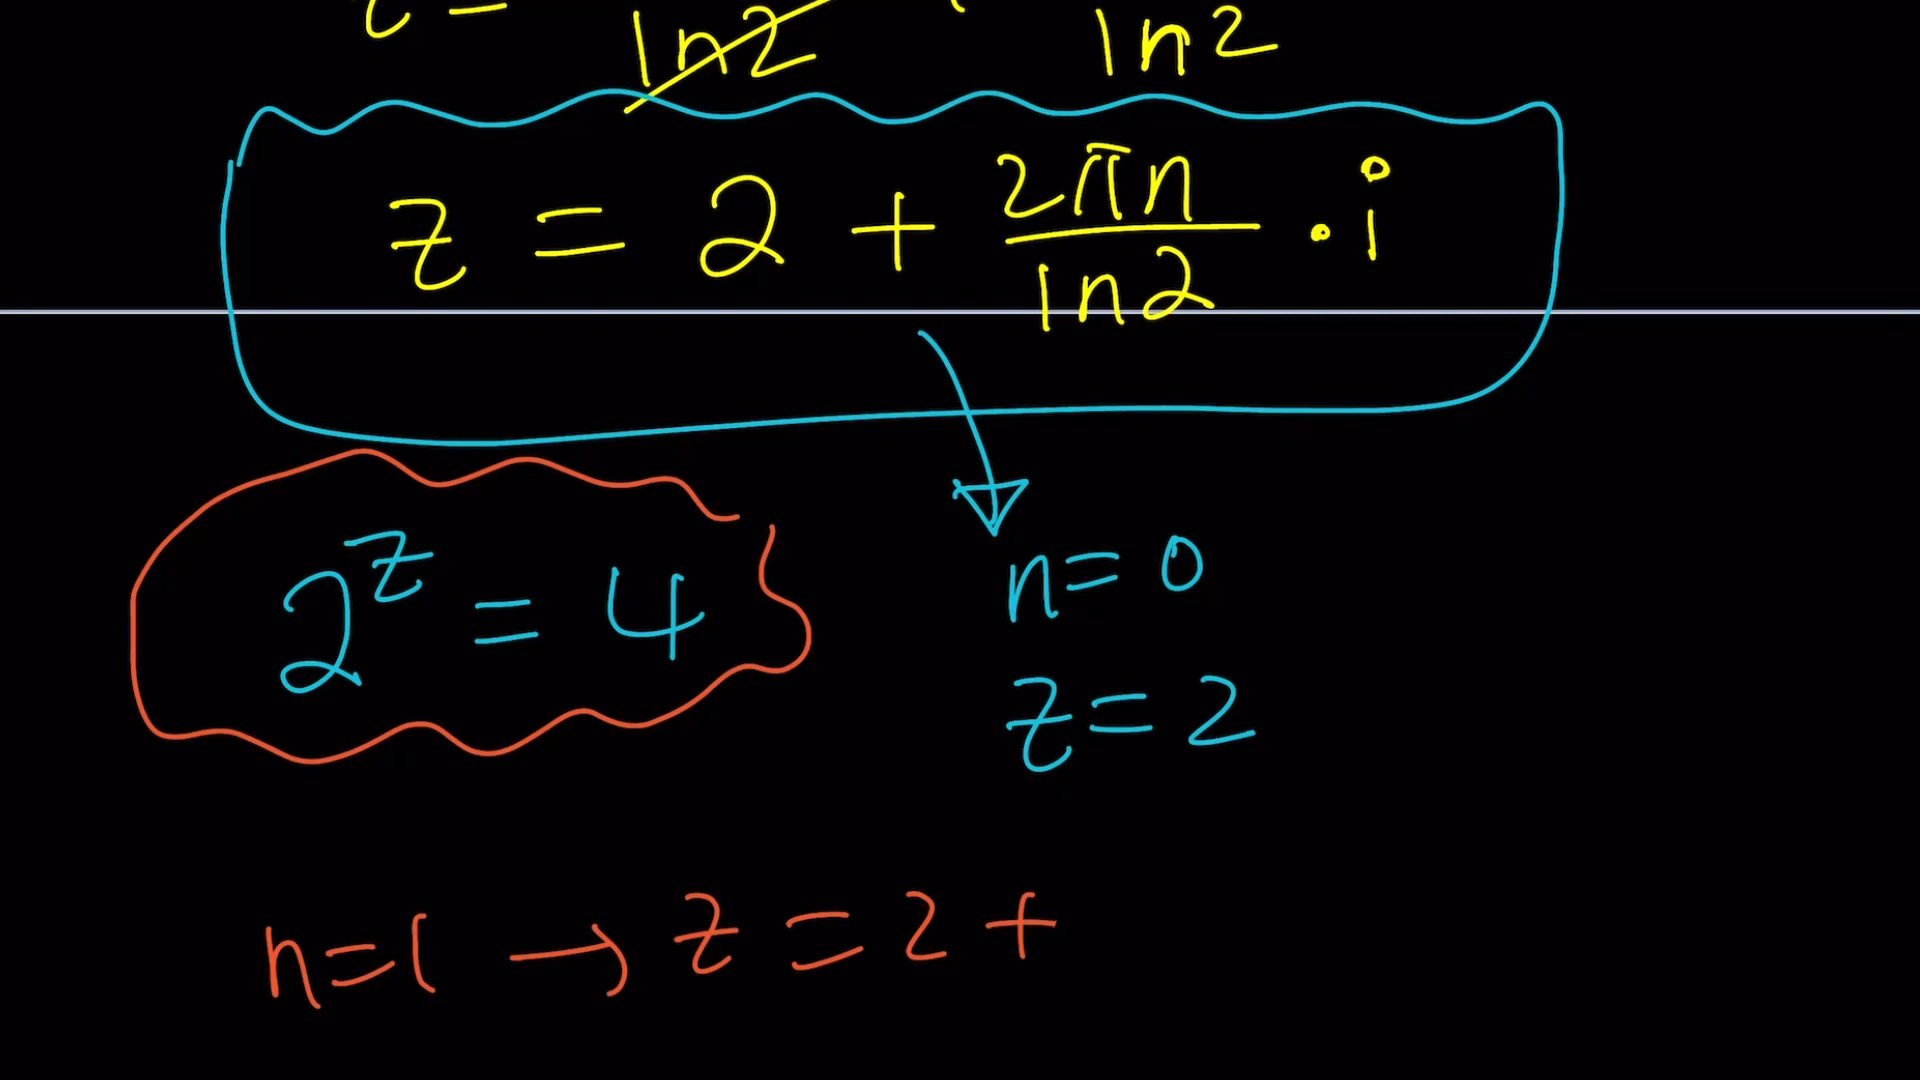 z = ln2 ln2
z = 2 + 2πn/ln2 · i
2^z = 4
n = 0
z = 2
n = 1 → z = 2 +